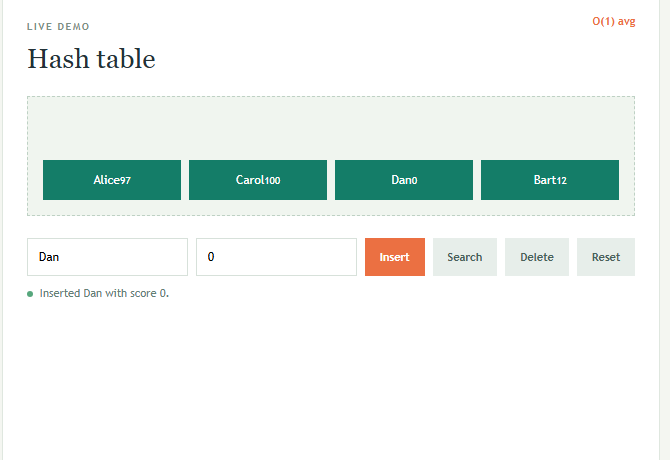 LIVE DEMO
O(1) avg
Hash table
Alice97 Carol100 Dan0 Bart12
Dan 0 Insert Search Delete Reset
Inserted Dan with score 0.